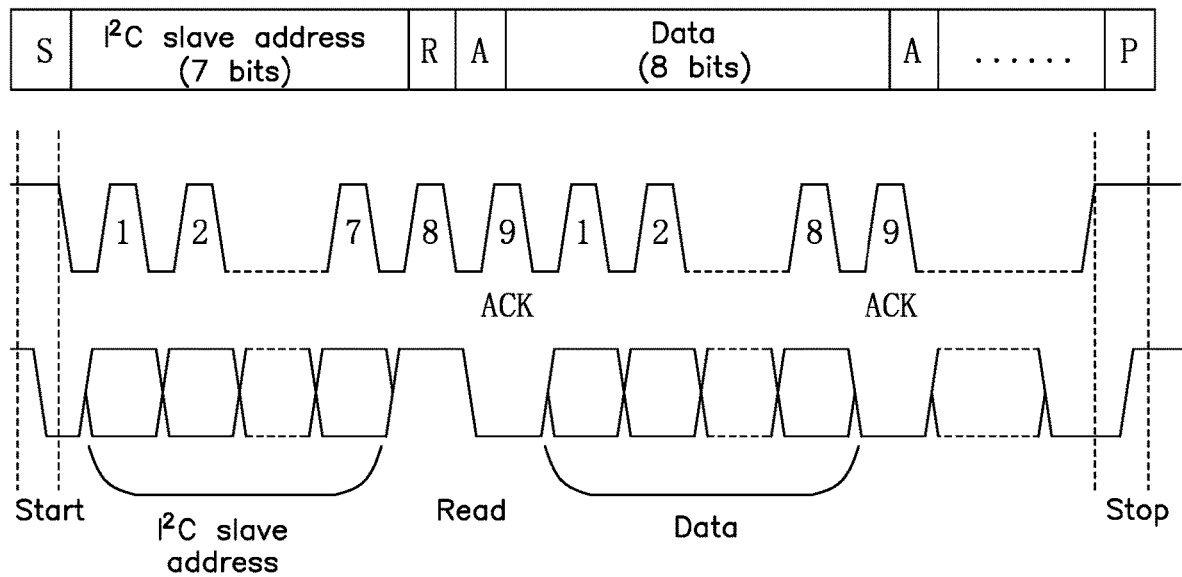 S
I²C slave address
(7 bits)
R
A
Data
(8 bits)
A
......
P
1
2
7
8
9
1
2
8
9
ACK
ACK
Start
I²C slave
address
Read
Data
Stop